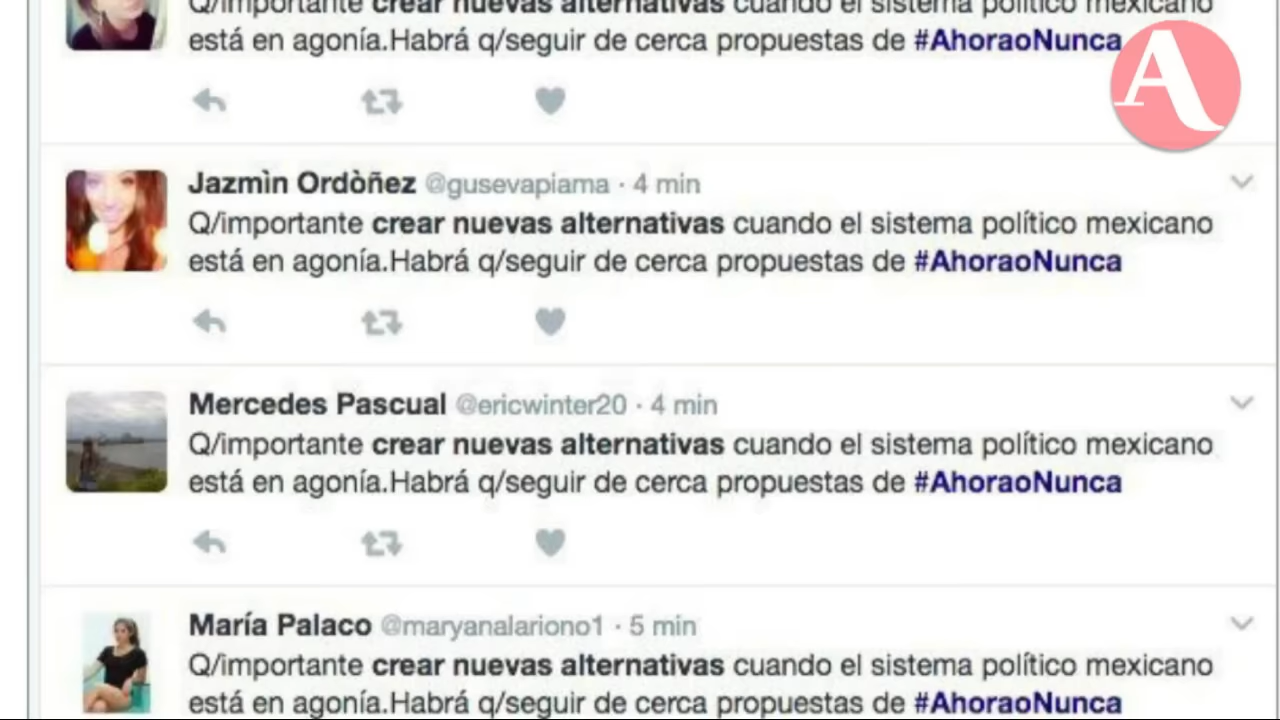 Q/importante crear nuevas alternativas cuando el sistema político mexicano
está en agonía.Habrá q/seguir de cerca propuestas de #AhoraoNunca
A
Jazmìn Ordòñez @gusevapiama · 4 min
Q/importante crear nuevas alternativas cuando el sistema político mexicano
está en agonía.Habrá q/seguir de cerca propuestas de #AhoraoNunca
Mercedes Pascual @ericwinter20 · 4 min
Q/importante crear nuevas alternativas cuando el sistema político mexicano
está en agonía.Habrá q/seguir de cerca propuestas de #AhoraoNunca
María Palaco @maryanalariono1 · 5 min
Q/importante crear nuevas alternativas cuando el sistema político mexicano
está en agonía.Habrá q/seguir de cerca propuestas de #AhoraoNunca